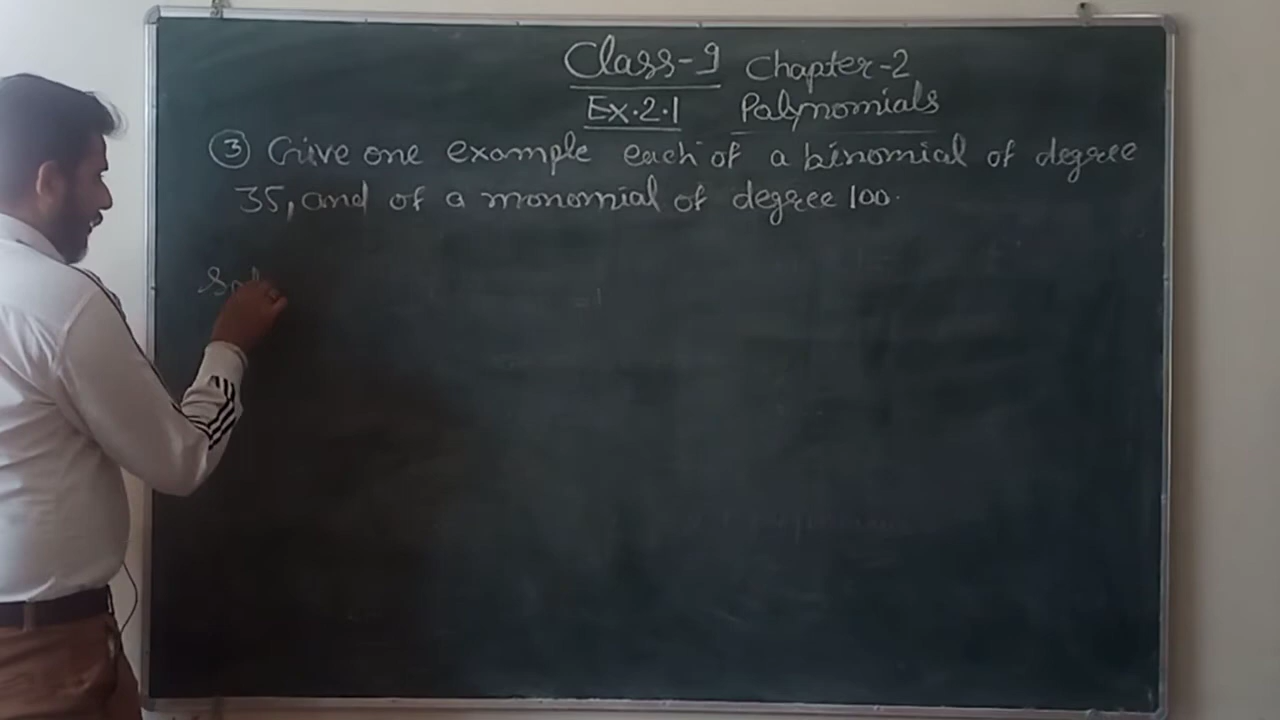 Class-9 Chapter-2
Ex.2.1 Polynomials
③ Give one example each of a binomial of degree
35, and of a monomial of degree 100.
Sol